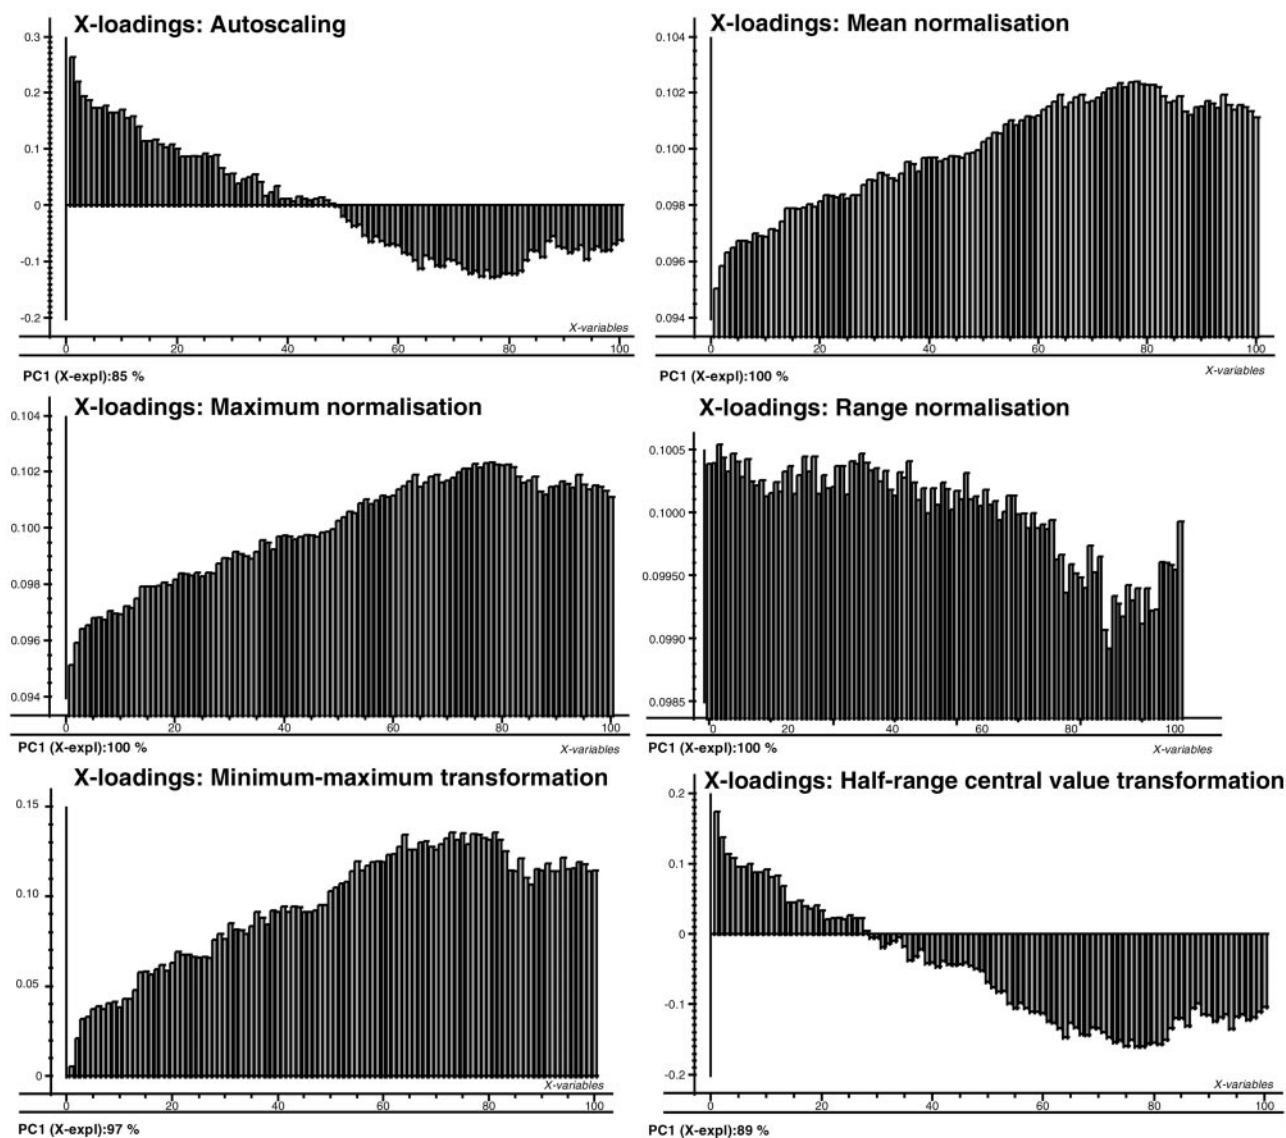 X-loadings: Autoscaling
0.3
0.2
0.1
0
-0.1
-0.2
X-variables
0 20 40 60 80 100
PC1 (X-expl):85 %
X-loadings: Mean normalisation
0.104
0.102
0.100
0.098
0.096
0.094
0 20 40 60 80 100
X-variables
PC1 (X-expl):100 %
X-loadings: Maximum normalisation
0.104
0.102
0.100
0.098
0.096
0.094
0 20 40 60 80 100
PC1 (X-expl):100 %
X-variables
X-loadings: Range normalisation
0.1005
0.1000
0.09950
0.0990
0.0985
0 20 40 60 80 100
PC1 (X-expl):100 %
X-variables
X-loadings: Minimum-maximum transformation
0.15
0.10
0.05
0
X-variables
0 20 40 60 80 100
PC1 (X-expl):97 %
X-loadings: Half-range central value transformation
0.2
0.1
0
-0.1
-0.2
X-variables
0 20 40 60 80 100
PC1 (X-expl):89 %